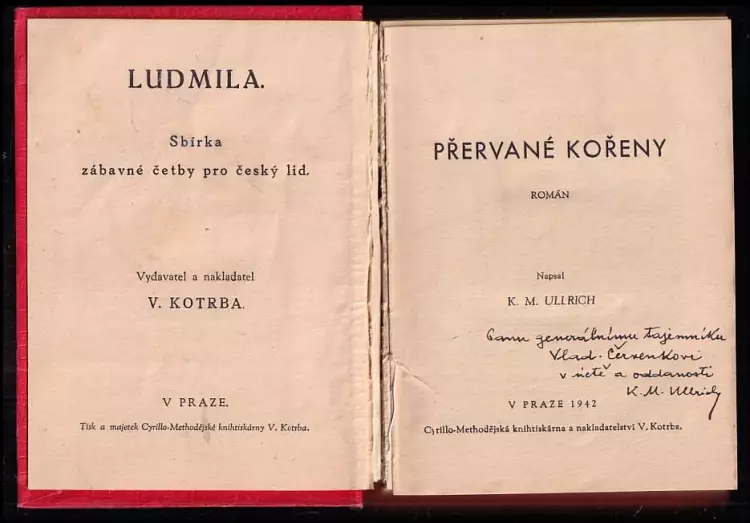 LUDMILA.
Sbírka
zábavné četby pro český lid.
Vydavatel a nakladatel
V. KOTRBA.
V PRAZE.
Tisk a majetek Cyrillo-Methodějské knihtiskárny V. Kotrba.
PŘERVANÉ KOŘENY
ROMÁN
Napsal
K. M. ULLRICH
Panu generálnímu tajemníku
Vlad. Červenkovi
v úctě a oddanosti
K. M. Ullrich
V PRAZE 1942
Cyrillo-Methodějská knihtiskárna a nakladatelství V. Kotrba.